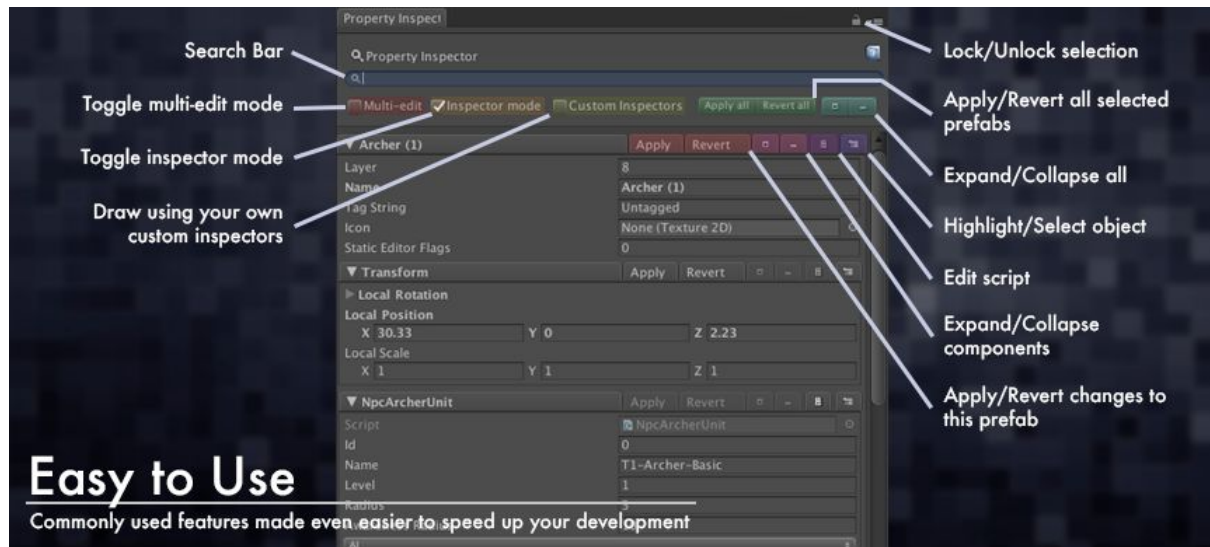 Property Inspect
Search Bar
Property Inspector
Lock/Unlock selection
Toggle multi-edit mode
Multi-edit
Inspector mode
Custom Inspectors
Apply all
Revert all
Apply/Revert all selected
prefabs
Toggle inspector mode
Archer (1)
Apply
Revert
Layer
8
Expand/Collapse all
Name
Archer (1)
Tag String
Untagged
Draw using your own
custom inspectors
Icon
None (Texture 2D)
Highlight/Select object
Static Editor Flags
0
Transform
Apply
Revert
Edit script
Local Rotation
Local Position
X 30.33
Y 0
Z 2.23
Expand/Collapse
components
Local Scale
X 1
Y 1
Z 1
NpcArcherUnit
Apply
Revert
Apply/Revert changes to
this prefab
Script
NpcArcherUnit
Id
0
Name
T1-Archer-Basic
Level
1
Radius
Easy to Use
Commonly used features made even easier to speed up your development
AI